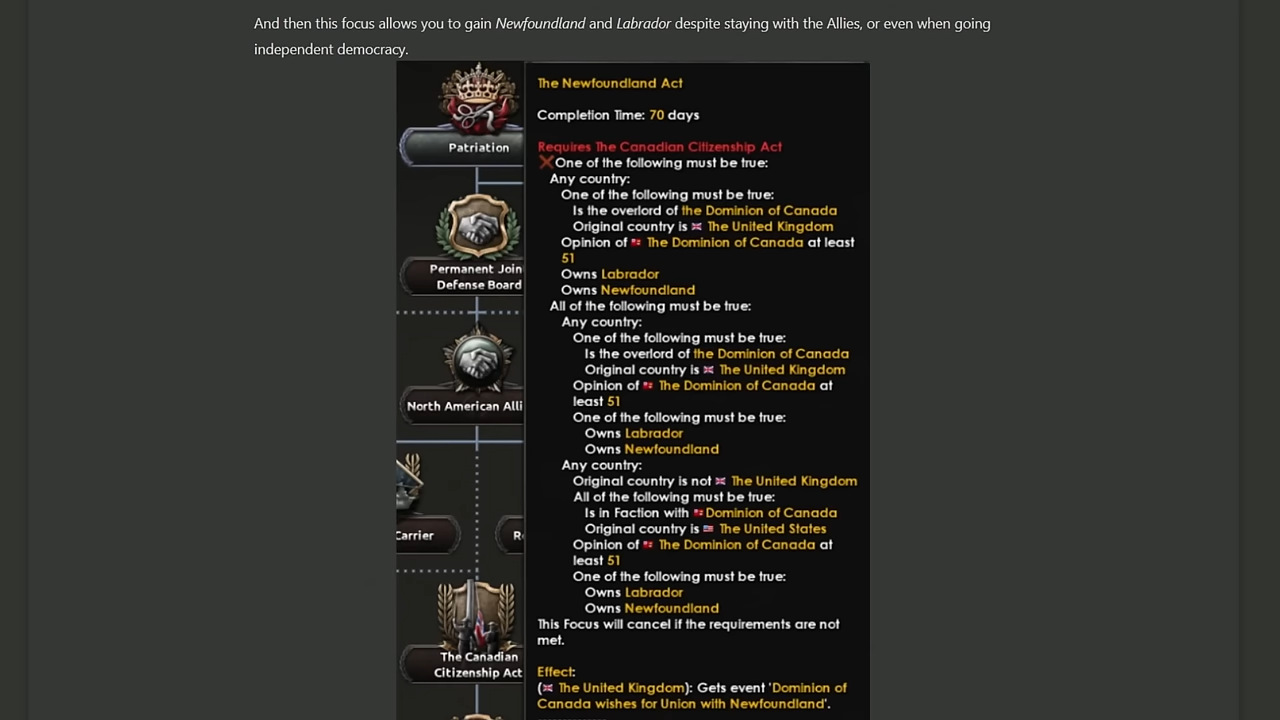 And then this focus allows you to gain Newfoundland and Labrador despite staying with the Allies, or even when going
independent democracy.
Patriation
Permanent Join
Defense Board
North American Alli
Carrier
R
The Canadian
Citizenship Act
The Newfoundland Act
Completion Time: 70 days
Requires The Canadian Citizenship Act
One of the following must be true:
Any country:
One of the following must be true:
Is the overlord of the Dominion of Canada
Original country is The United Kingdom
Opinion of The Dominion of Canada at least
51
Owns Labrador
Owns Newfoundland
All of the following must be true:
Any country:
One of the following must be true:
Is the overlord of the Dominion of Canada
Original country is The United Kingdom
Opinion of The Dominion of Canada at
least 51
One of the following must be true:
Owns Labrador
Owns Newfoundland
Any country:
Original country is not The United Kingdom
All of the following must be true:
Is in Faction with Dominion of Canada
Original country is The United States
Opinion of The Dominion of Canada at
least 51
One of the following must be true:
Owns Labrador
Owns Newfoundland
This Focus will cancel if the requirements are not
met.
Effect:
(The United Kingdom): Gets event 'Dominion of
Canada wishes for Union with Newfoundland'.